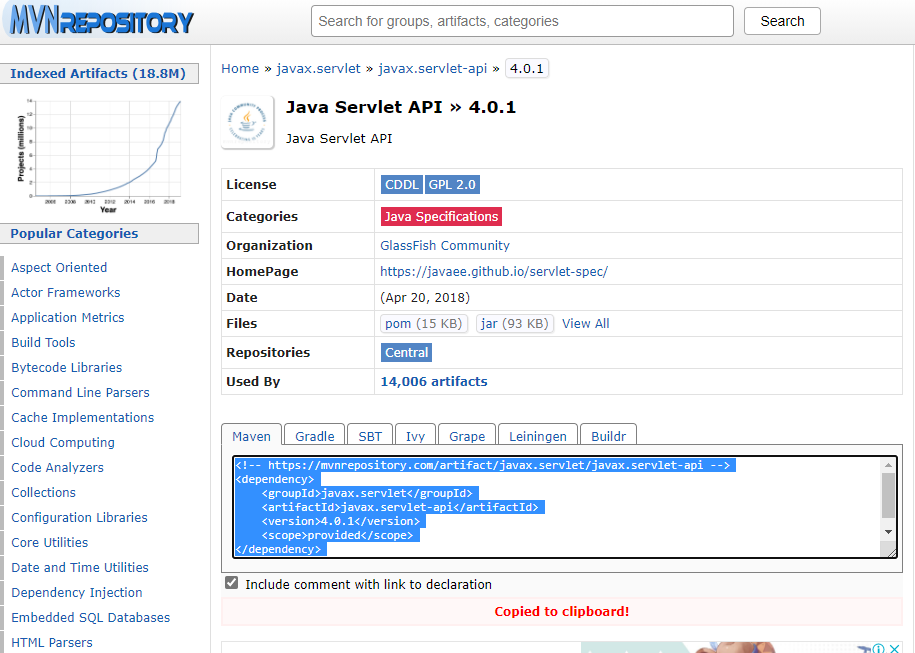 MVNREPOSITORY
Search for groups, artifacts, categories
Search
Indexed Artifacts (18.8M)
Projects (millions)
Year
Popular Categories
Aspect Oriented
Actor Frameworks
Application Metrics
Build Tools
Bytecode Libraries
Command Line Parsers
Cache Implementations
Cloud Computing
Code Analyzers
Collections
Configuration Libraries
Core Utilities
Date and Time Utilities
Dependency Injection
Embedded SQL Databases
HTML Parsers
Home » javax.servlet » javax.servlet-api » 4.0.1
Java Servlet API » 4.0.1
Java Servlet API
License CDDL GPL 2.0
Categories Java Specifications
Organization GlassFish Community
HomePage https://javaee.github.io/servlet-spec/
Date (Apr 20, 2018)
Files pom (15 KB) jar (93 KB) View All
Repositories Central
Used By 14,006 artifacts
Maven Gradle SBT Ivy Grape Leiningen Buildr
<!-- https://mvnrepository.com/artifact/javax.servlet/javax.servlet-api -->
<dependency>
<groupId>javax.servlet</groupId>
<artifactId>javax.servlet-api</artifactId>
<version>4.0.1</version>
<scope>provided</scope>
</dependency>
Include comment with link to declaration
Copied to clipboard!